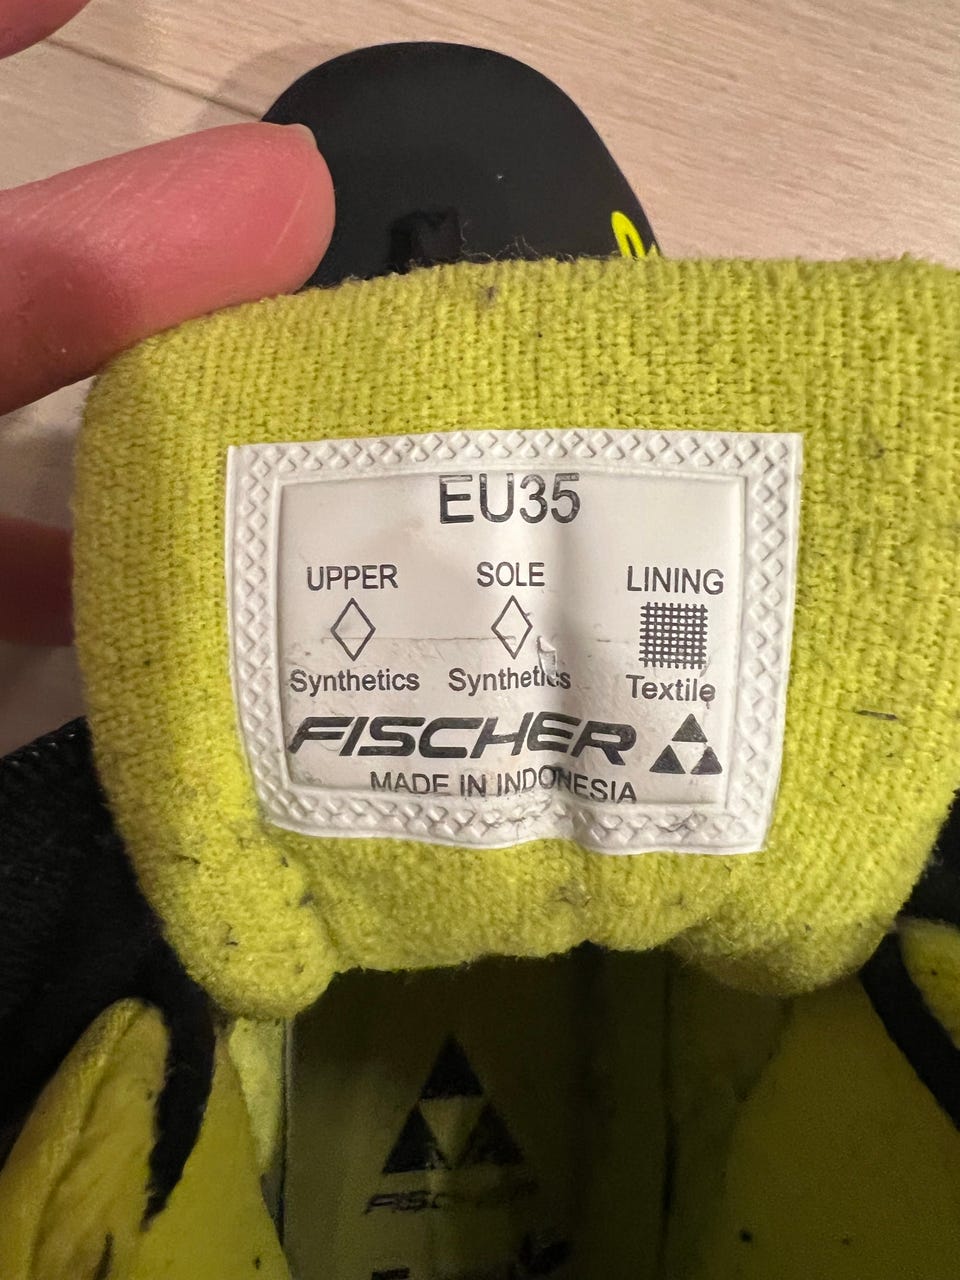 EU35
UPPER SOLE LINING
Synthetics Synthetics Textile
FISCHER
MADE IN INDONESIA
FISCHER